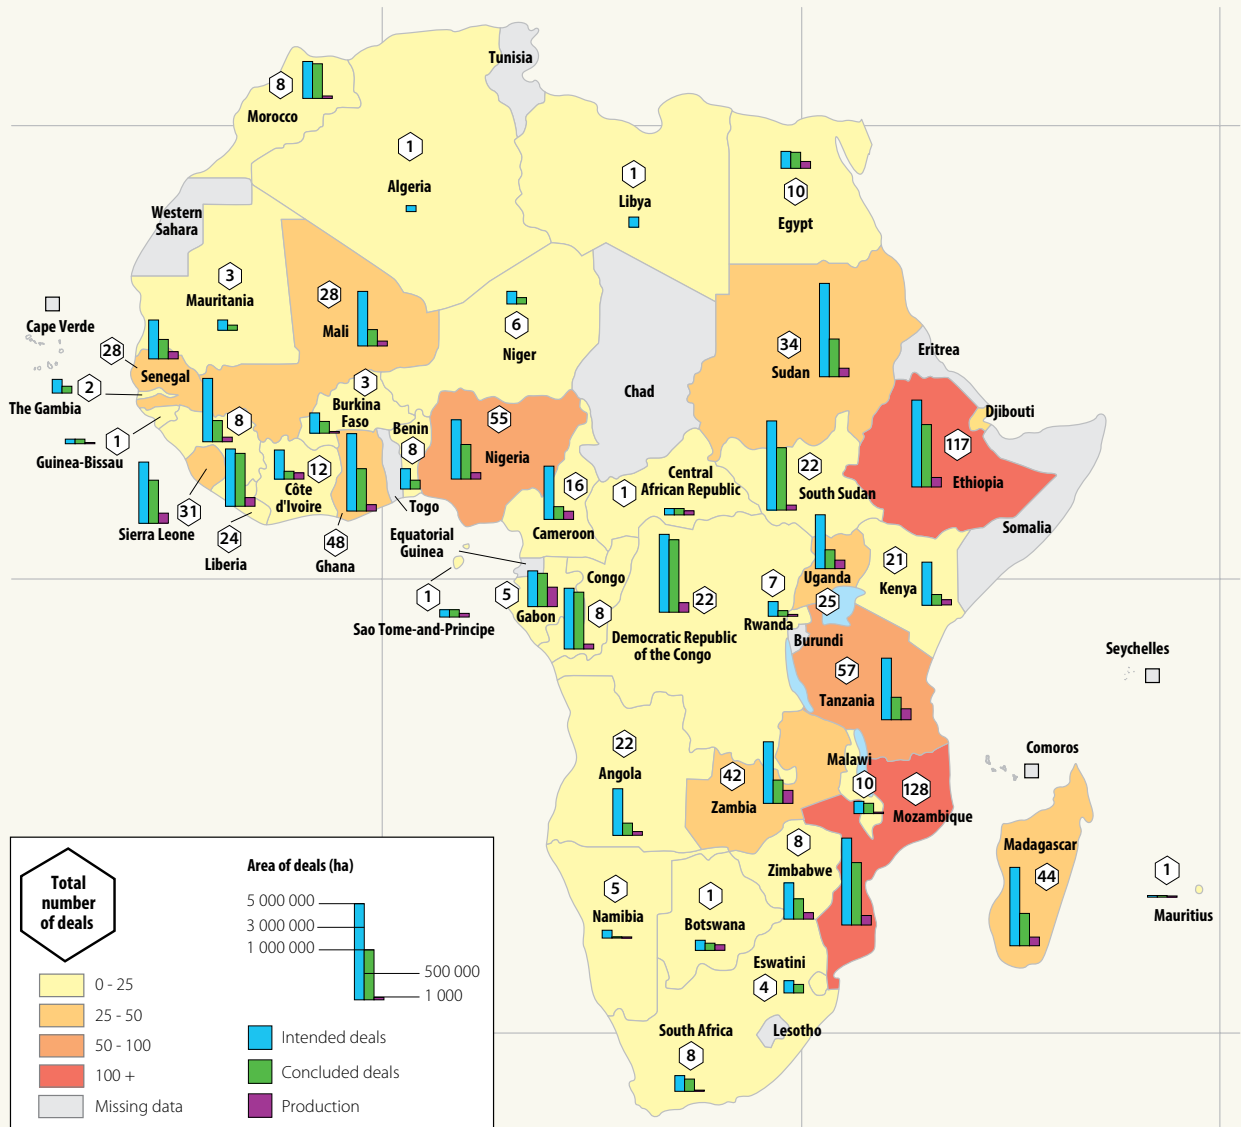 Tunisia
8
Morocco
1
Algeria
1
Libya
10
Egypt
Western
Sahara
3
Mauritania
28
Mali
6
Niger
Chad
34
Sudan
Eritrea
Djibouti
Cape Verde
28
Senegal
2
The Gambia
1
Guinea-Bissau
8
3
Burkina
Faso
Benin
8
Togo
55
Nigeria
117
Ethiopia
Somalia
22
South Sudan
Central
African Republic
1
16
Cameroon
12
Côte
d'Ivoire
31
Sierra Leone
24
Liberia
48
Ghana
Equatorial
Guinea
1
Sao Tome-and-Principe
5
Gabon
Congo
8
22
Democratic Republic
of the Congo
7
Rwanda
Uganda
25
21
Kenya
Burundi
57
Tanzania
Seychelles
Comoros
22
Angola
42
Zambia
Malawi
10
128
Mozambique
Madagascar
44
1
Mauritius
8
Zimbabwe
5
Namibia
1
Botswana
Eswatini
4
South Africa
8
Lesotho
Total
number
of deals
0 - 25
25 - 50
50 - 100
100 +
Missing data
Area of deals (ha)
5 000 000
3 000 000
1 000 000
500 000
1 000
Intended deals
Concluded deals
Production